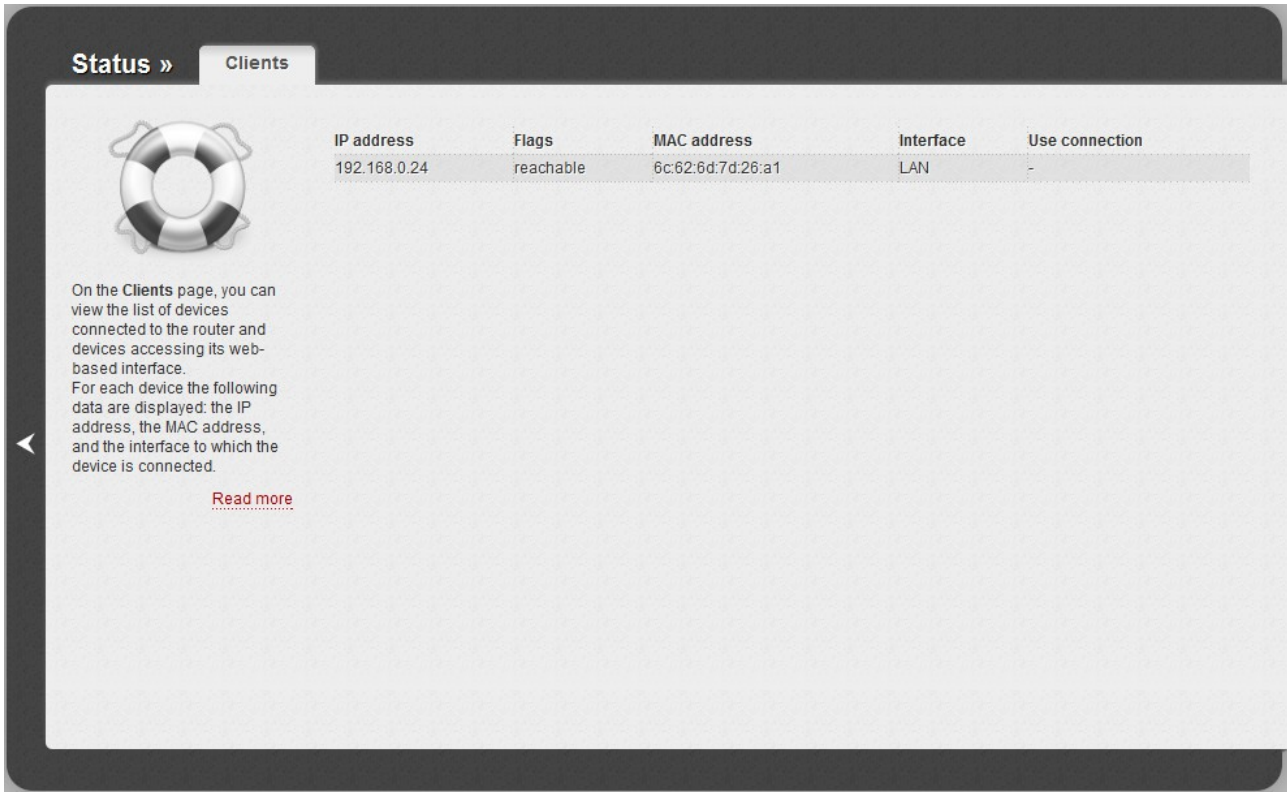 Status » Clients
IP address Flags MAC address Interface Use connection
192.168.0.24 reachable 6c:62:6d:7d:26:a1 LAN -
On the Clients page, you can
view the list of devices
connected to the router and
devices accessing its web-
based interface.
For each device the following
data are displayed: the IP
address, the MAC address,
and the interface to which the
device is connected.
Read more